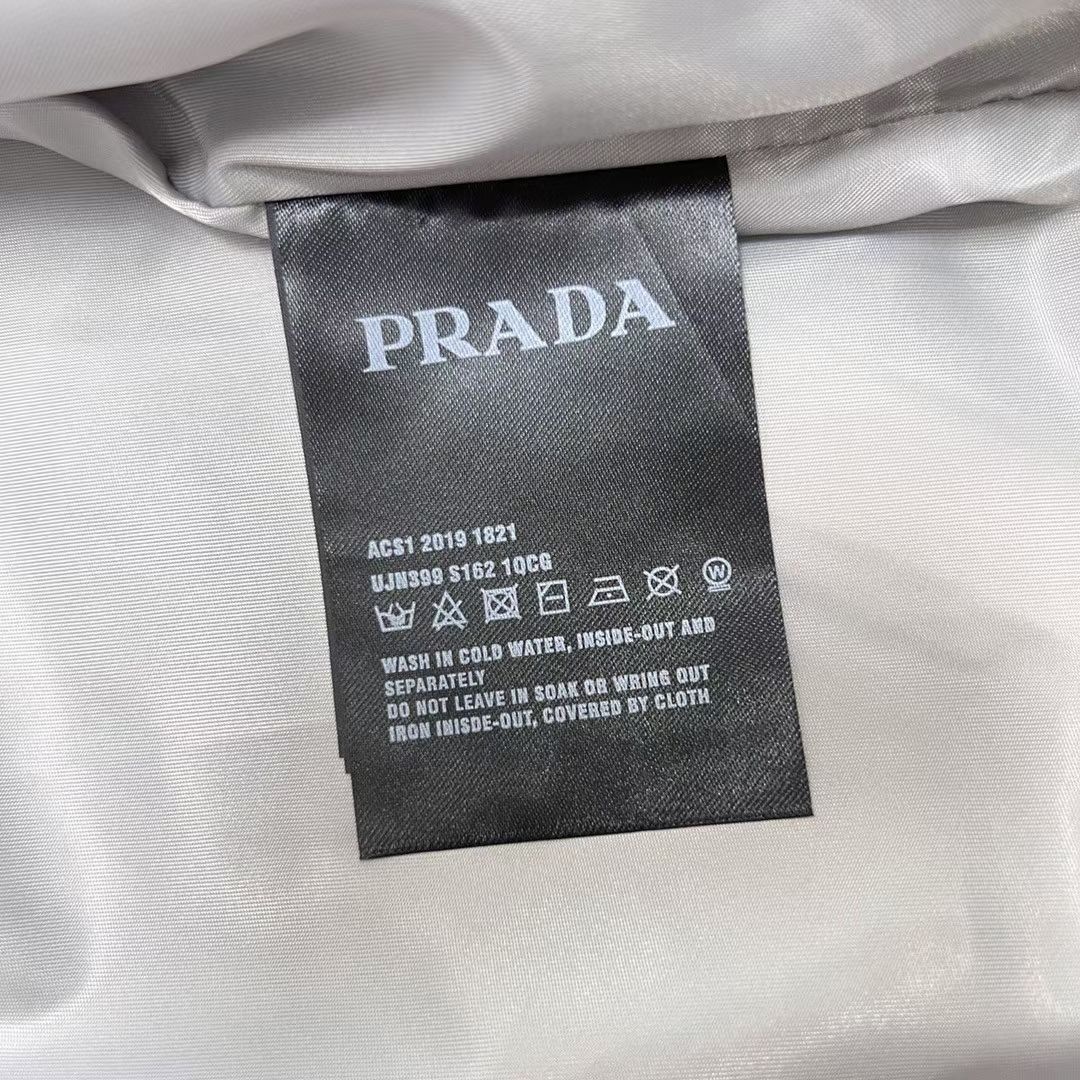 PRADA
ACS1 2019 1821
UJN399 S162 1QCG
W
WASH IN COLD WATER, INSIDE-OUT AND
SEPARATELY
DO NOT LEAVE IN SOAK OR WRING OUT
IRON INISDE-OUT, COVERED BY CLOTH